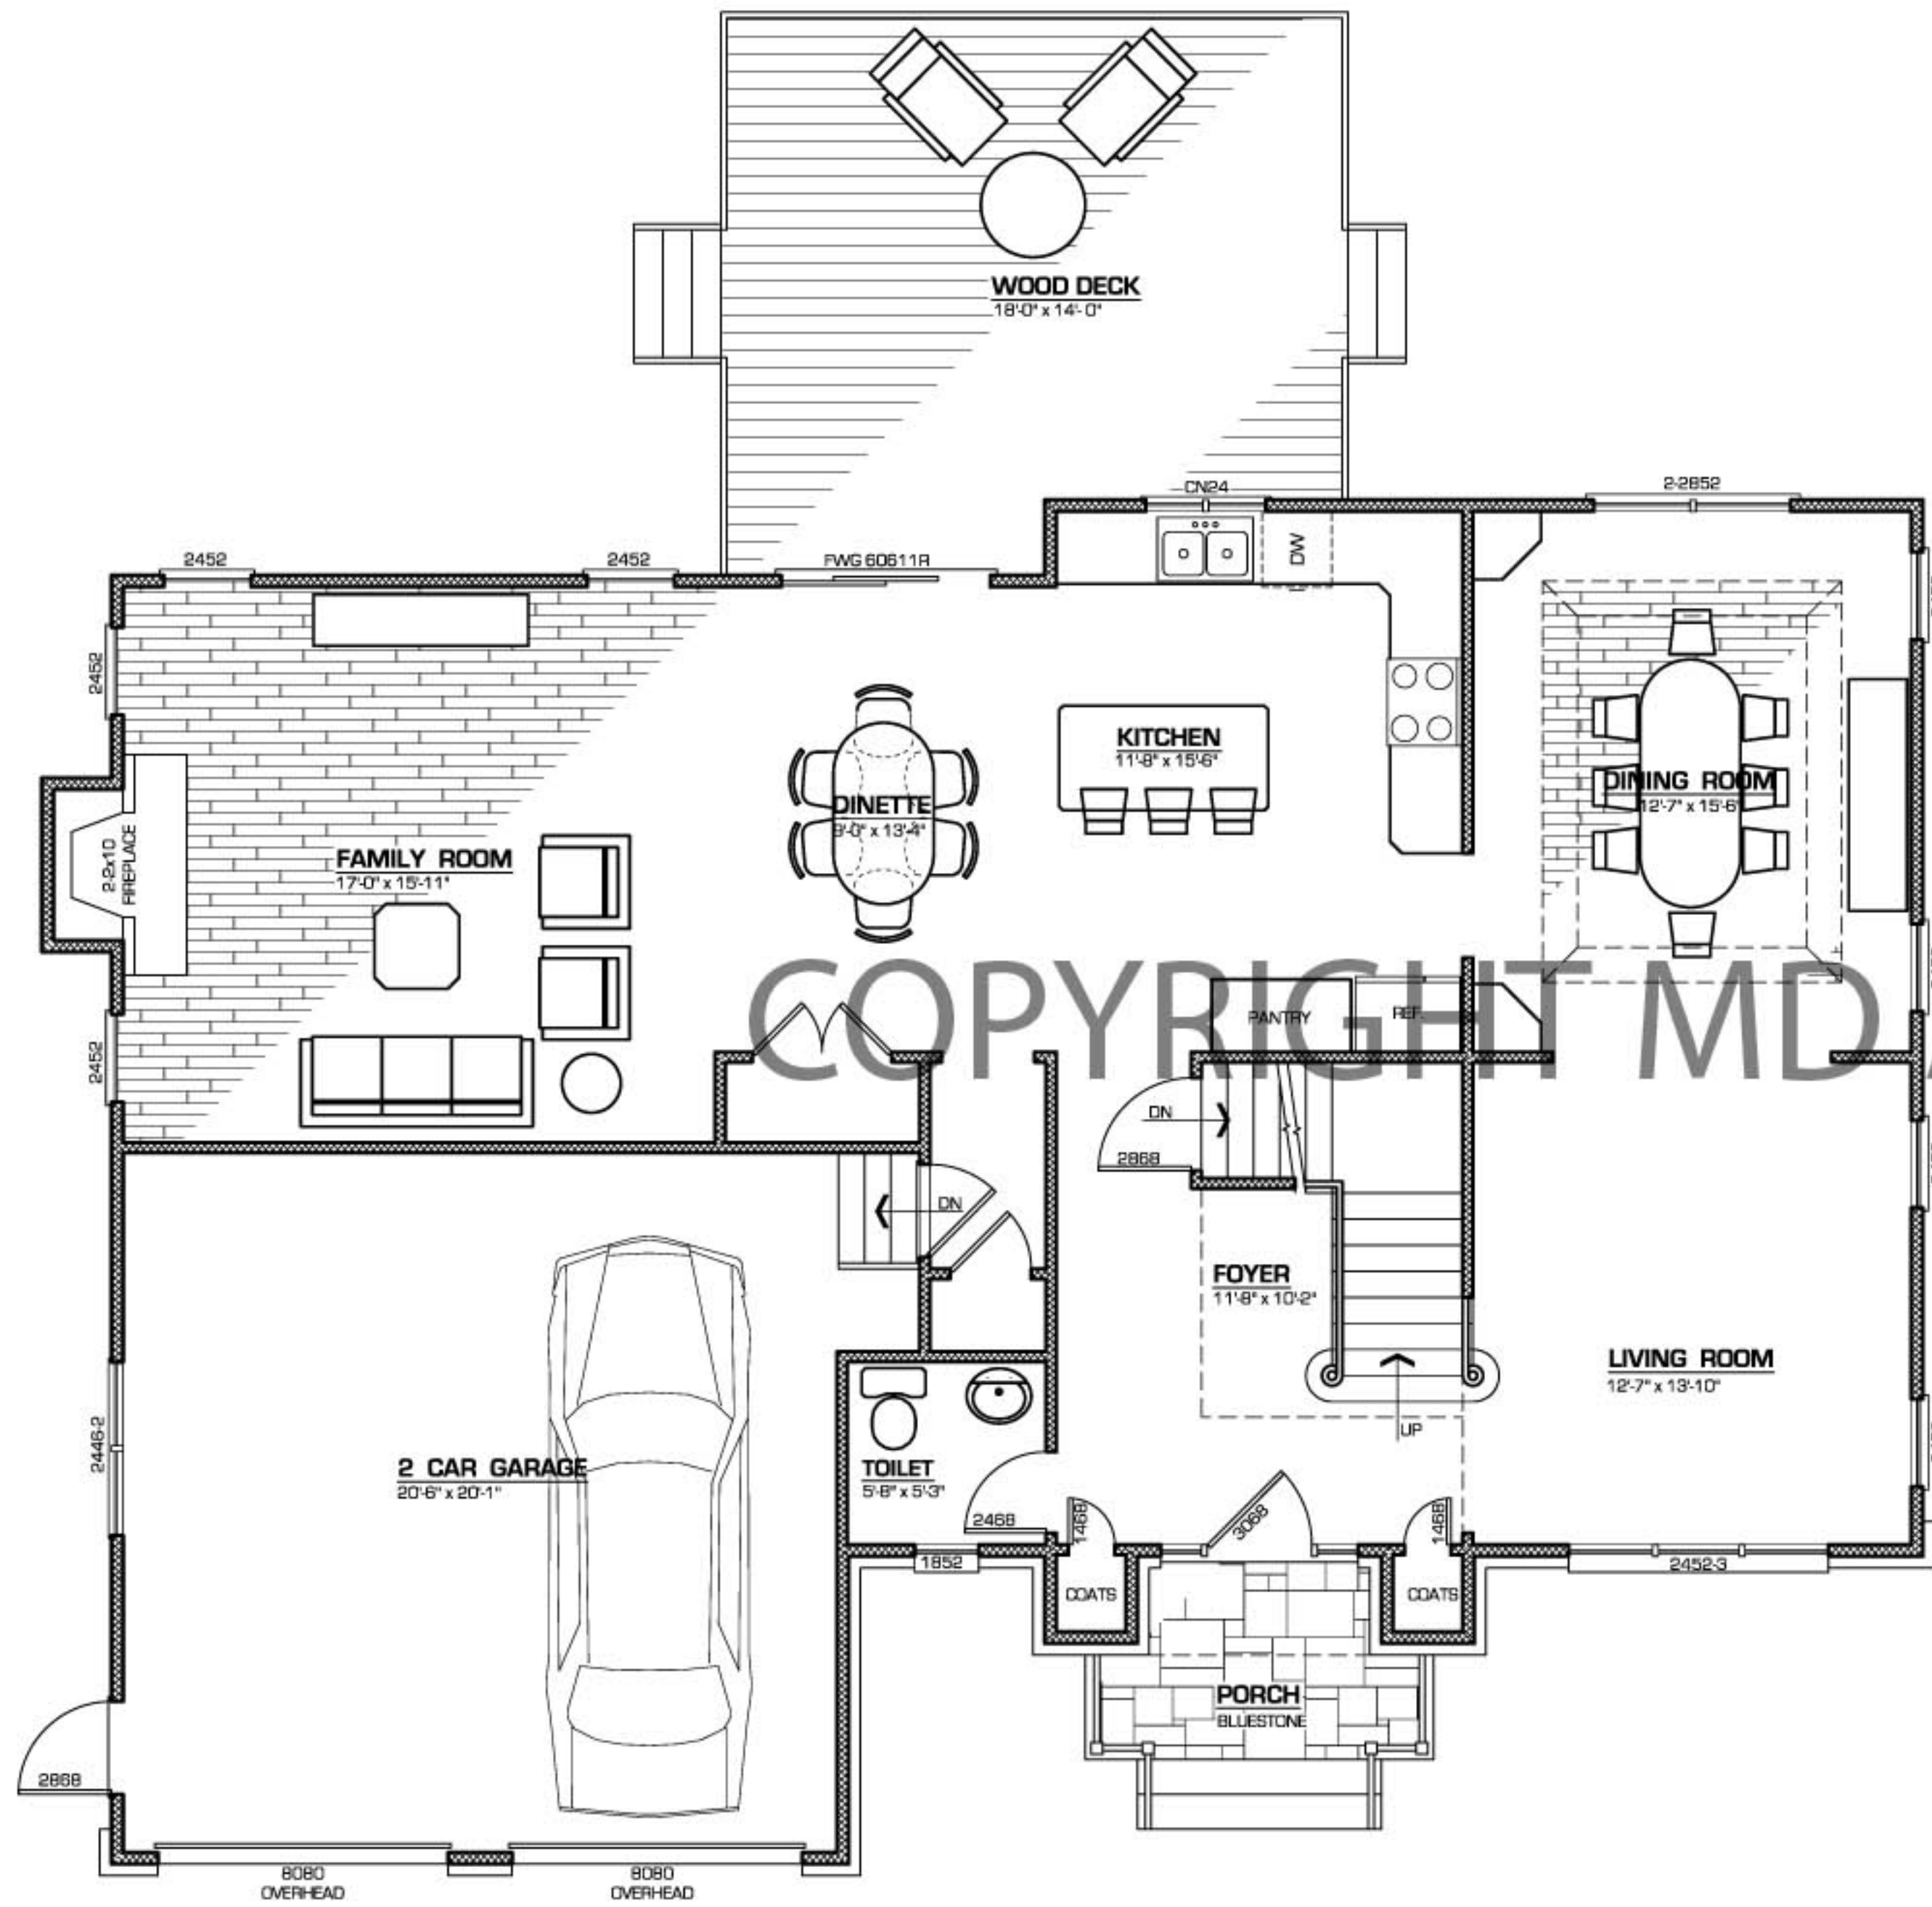 WOOD DECK
18'-0" x 14'-0"
CN24
2-2852
2452
2452
FWG 60611R
DW
2452
KITCHEN
11'-8" x 15'-6"
DINING ROOM
12'-7" x 15'-6"
DINETTE
9'-0" x 13'-4"
2-2x10
FIREPLACE
FAMILY ROOM
17'-0" x 15'-11"
COPYRIGHT MD
PANTRY
REF.
2452
DN
2868
DN
FOYER
11'-8" x 10'-2"
LIVING ROOM
12'-7" x 13'-10"
UP
2446-2
2 CAR GARAGE
20'-6" x 20'-1"
TOILET
5'-8" x 5'-3"
2468
1468
3068
1468
1852
2452-3
COATS
COATS
PORCH
BLUESTONE
2868
8080
OVERHEAD
8080
OVERHEAD